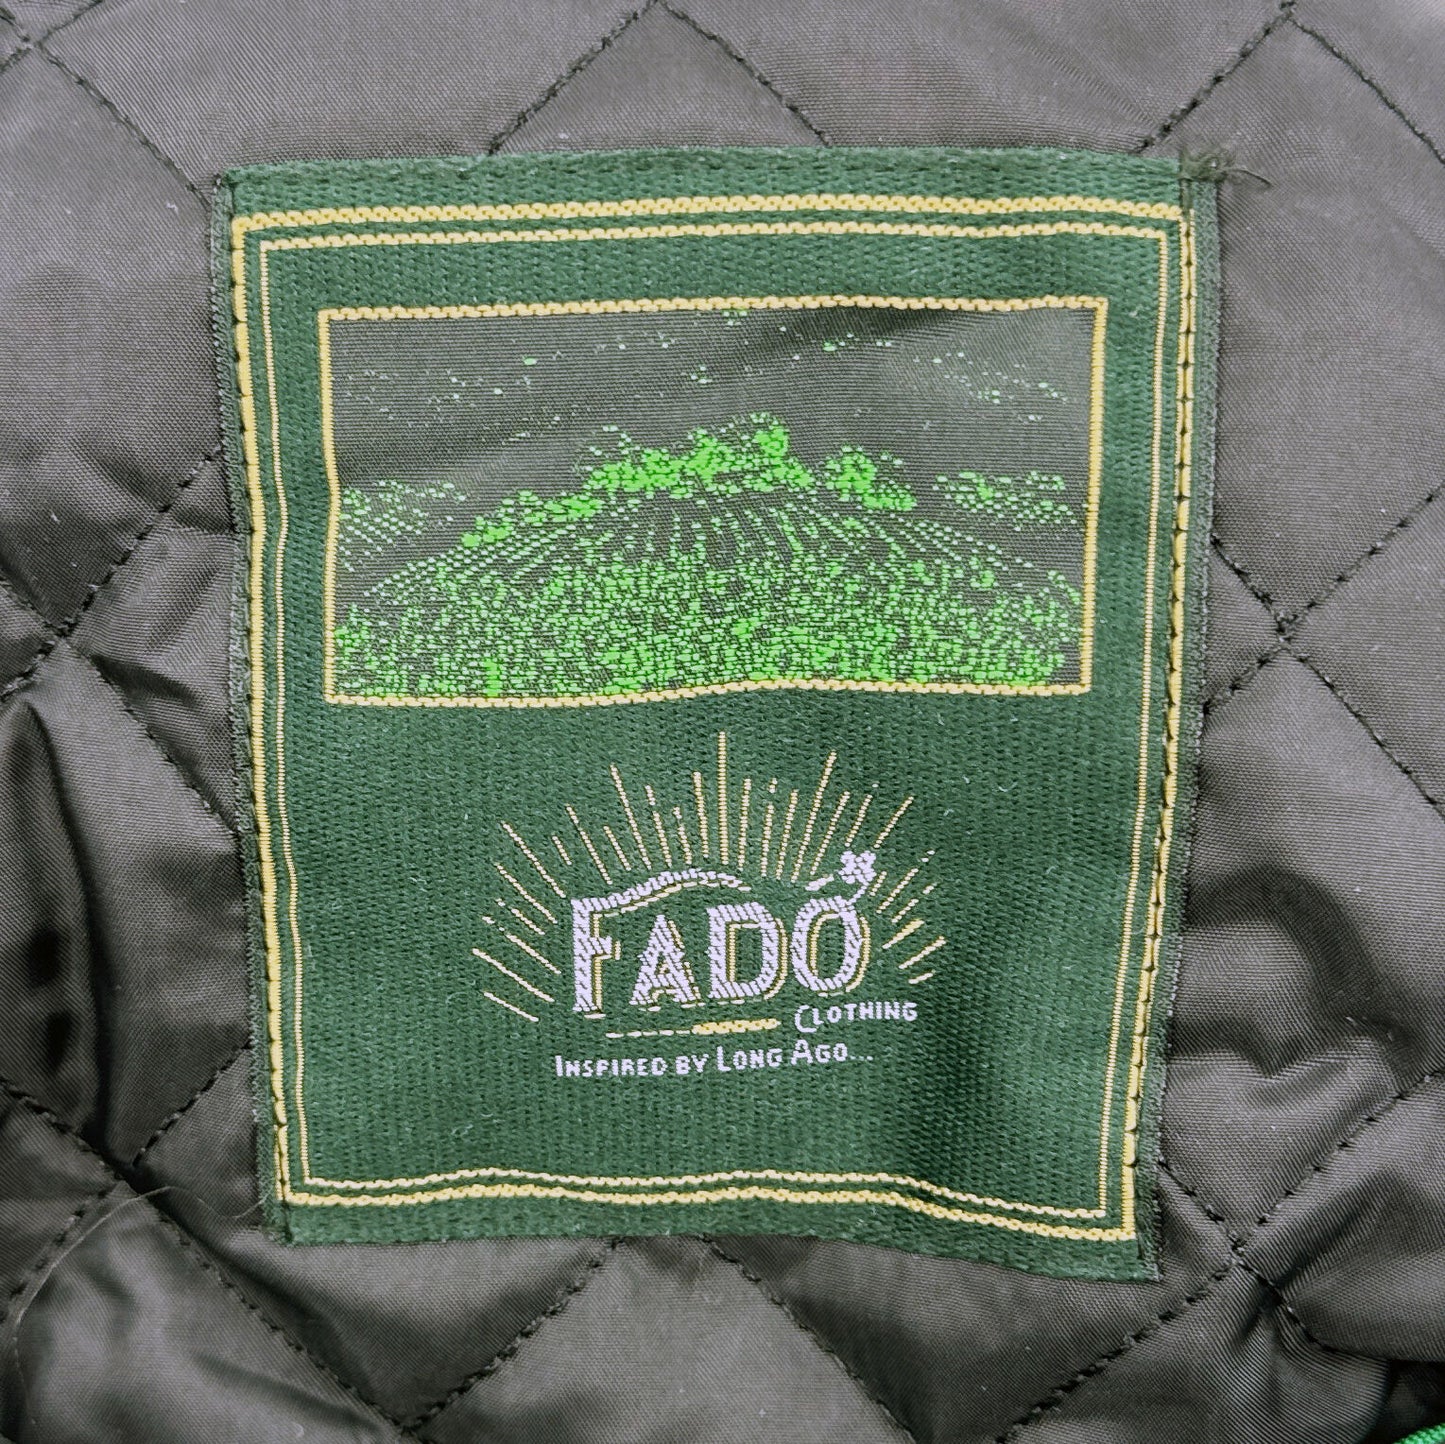 FADÓ
CLOTHING
INSPIRED BY LONG AGO...